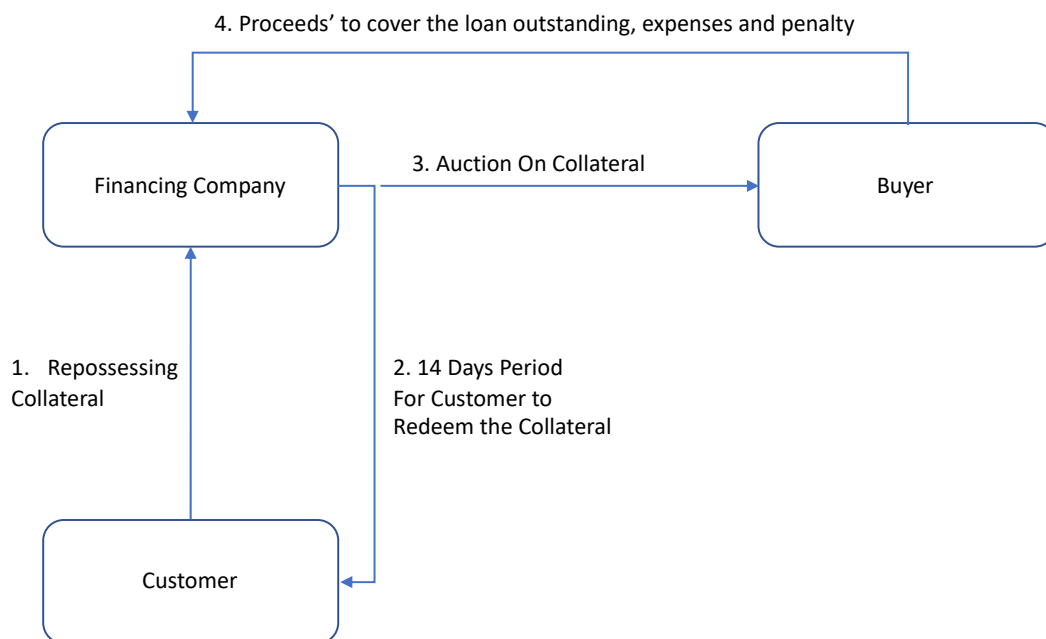 4. Proceeds’ to cover the loan outstanding, expenses and penalty
Financing Company
3. Auction On Collateral
Buyer
1. Repossessing
Collateral
2. 14 Days Period
For Customer to
Redeem the Collateral
Customer